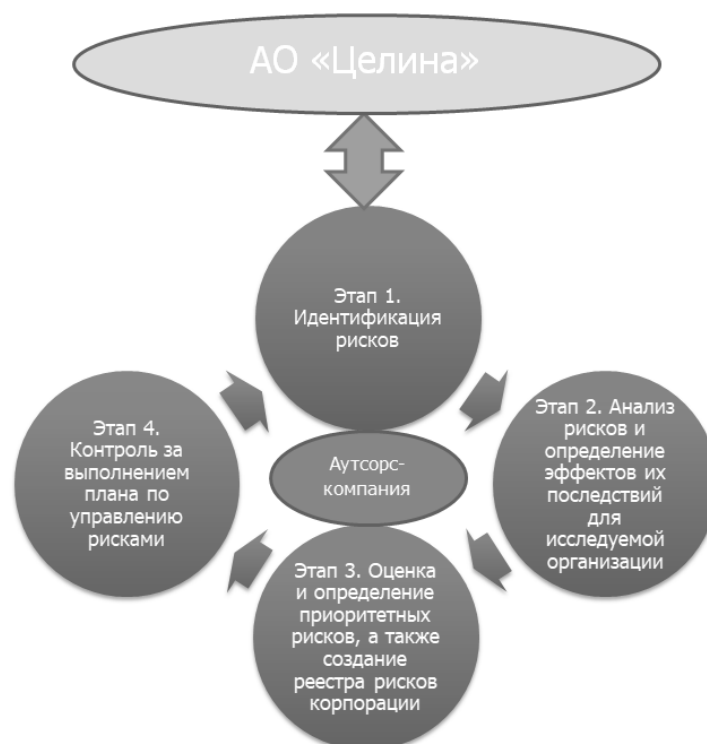 АО «Целина»
Этап 1.
Идентификация
рисков
Этап 2. Анализ
рисков и
определение
эффектов их
последствий
для
исследуемой
организации
Этап 3. Оценка
и определение
приоритетных
рисков, а также
создание
реестра рисков
корпорации
Этап 4.
Контроль за
выполнением
плана по
управлению
рисками
Аутсорс-
компания